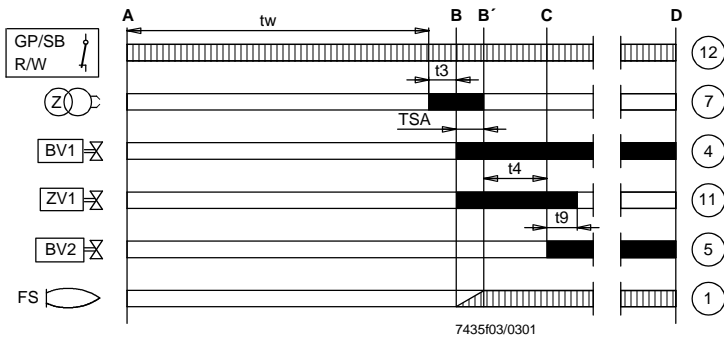 A B B´ C D
tw
GP/SB
R/W
12
t3
Z
7
TSA
BV1
4
t4
ZV1
11
t9
BV2
5
FS
1
7435f03/0301